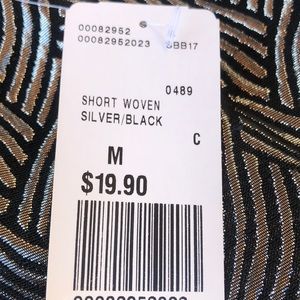 00082952
00082952023 SBB17
0489
SHORT WOVEN
SILVER/BLACK
C
M
$19.90